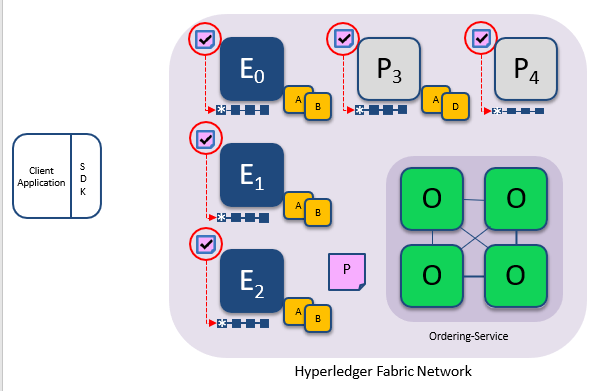 E0
A
B
P3
A
D
P4
Client
Application
S
D
K
E1
A
B
O
O
E2
A
B
P
O
O
Ordering-Service
Hyperledger Fabric Network